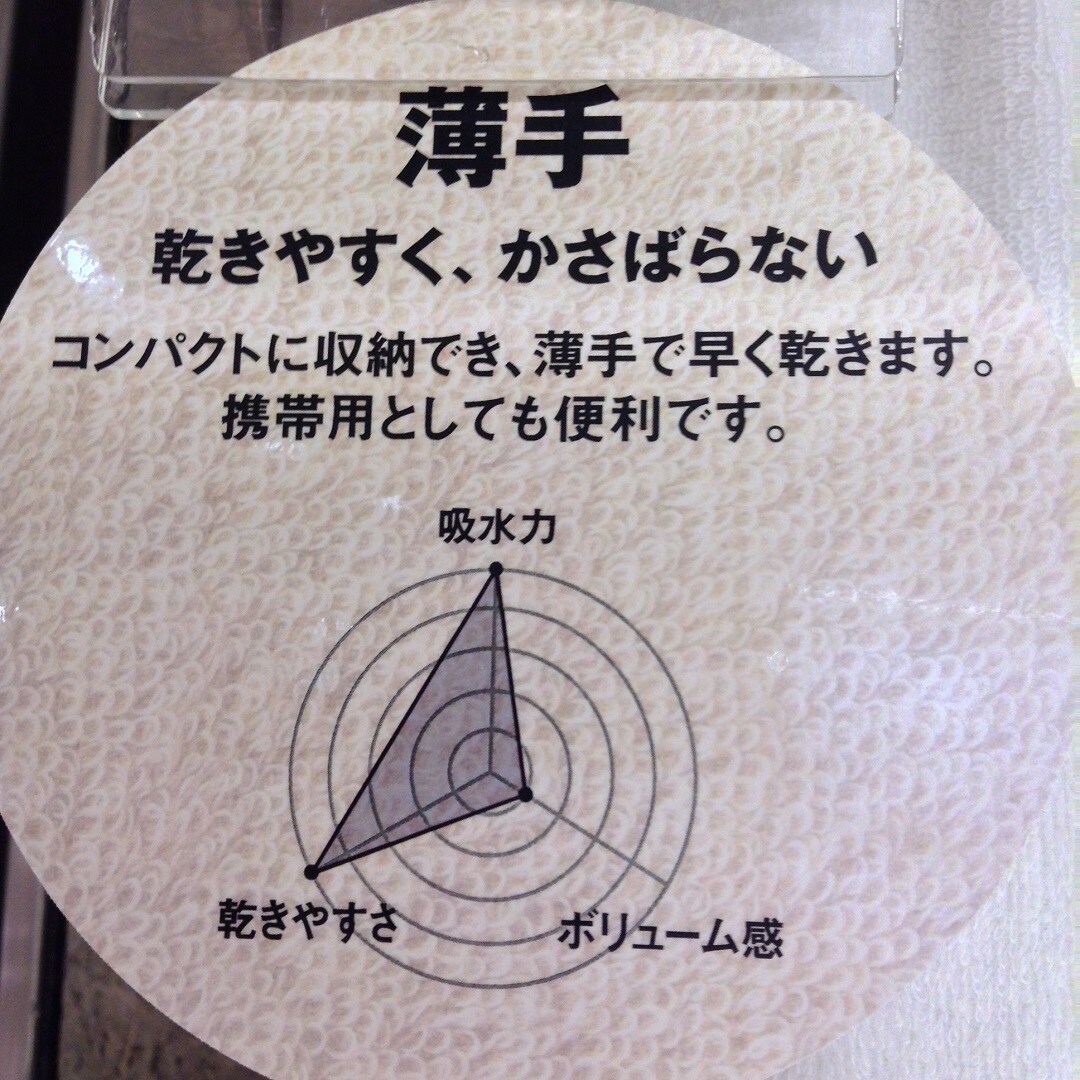 薄手
乾きやすく、かさばらない
コンパクトに収納でき、薄手で早く乾きます。
携帯用としても便利です。
吸水力
乾きやすさ
ボリューム感